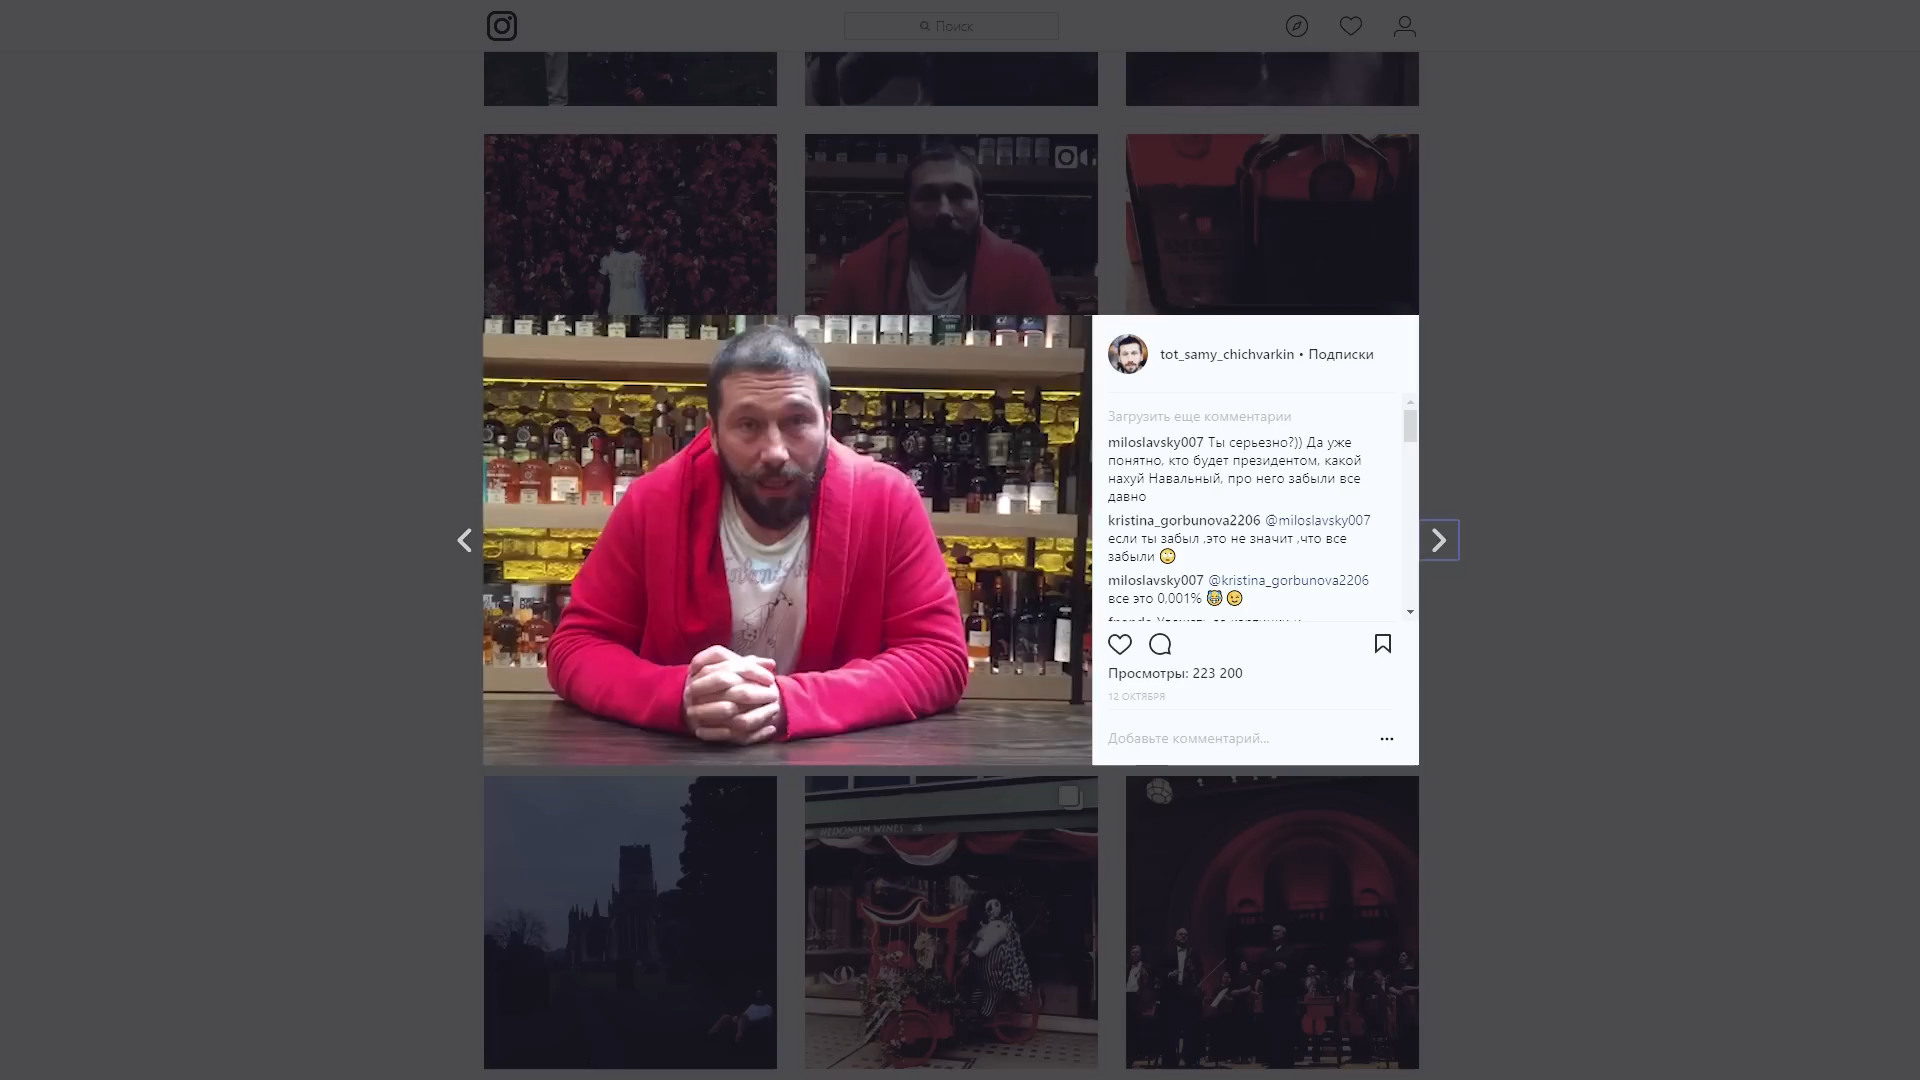 Поиск
tot_samy_chichvarkin • Подписки
Загрузить еще комментарии
miloslavsky007 Ты серьезно?)) Да уже
понятно, кто будет президентом, какой
нахуй Навальный, про него забыли все
давно
kristina_gorbunova2206 @miloslavsky007
если ты забыл ,это не значит ,что все
забыли 🙄
miloslavsky007 @kristina_gorbunova2206
все это 0,001% 😹😉
Просмотры: 223 200
12 ОКТЯБРЯ
Добавьте комментарий...
HEDONISM WINES